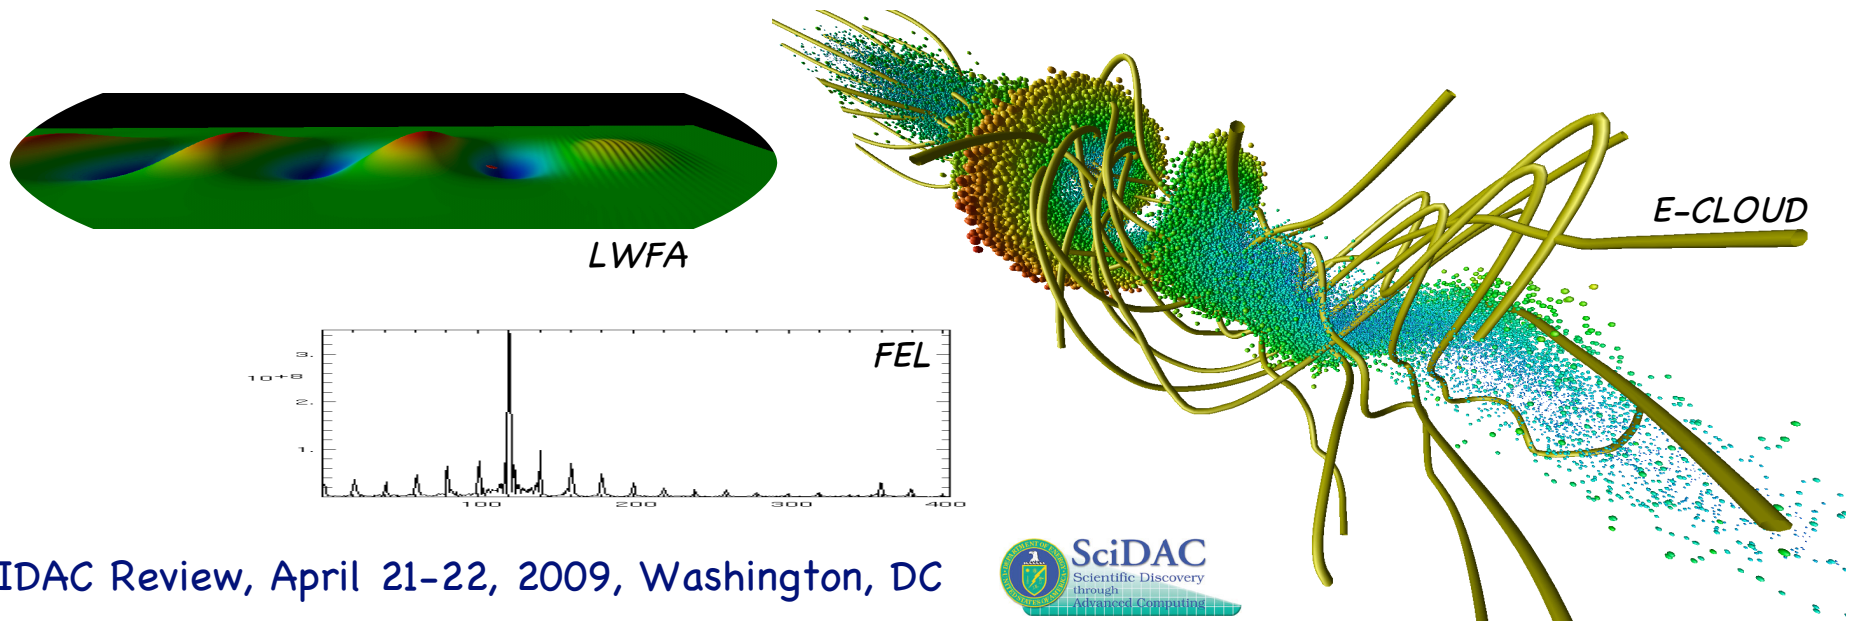 E-CLOUD
LWFA
FEL
3.
10+8
2.
1.
100 200 300 400
IDAC Review, April 21-22, 2009, Washington, DC
SciDAC
Scientific Discovery
through
Advanced Computing